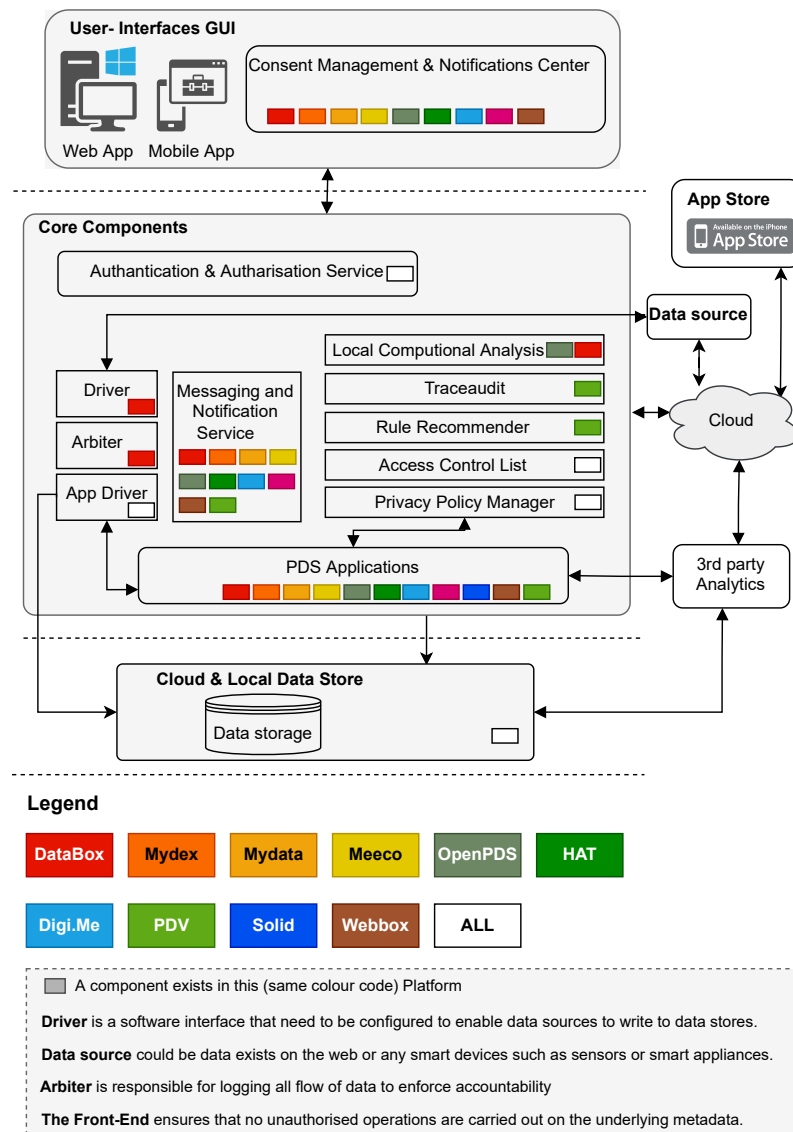 User- Interfaces GUI
Consent Management & Notifications Center
Web App
Mobile App
Core Components
App Store
Available on the iPhone
App Store
Authantication & Autharisation Service
Data source
Local Computional Analysis
Driver
Messaging and
Notification
Service
Traceaudit
Arbiter
Rule Recommender
Cloud
Access Control List
App Driver
Privacy Policy Manager
PDS Applications
3rd party
Analytics
Cloud & Local Data Store
Data storage
Legend
DataBox
Mydex
Mydata
Meeco
OpenPDS
HAT
Digi.Me
PDV
Solid
Webbox
ALL
A component exists in this (same colour code) Platform
Driver is a software interface that need to be configured to enable data sources to write to data stores.
Data source could be data exists on the web or any smart devices such as sensors or smart appliances.
Arbiter is responsible for logging all flow of data to enforce accountability
The Front-End ensures that no unauthorised operations are carried out on the underlying metadata.